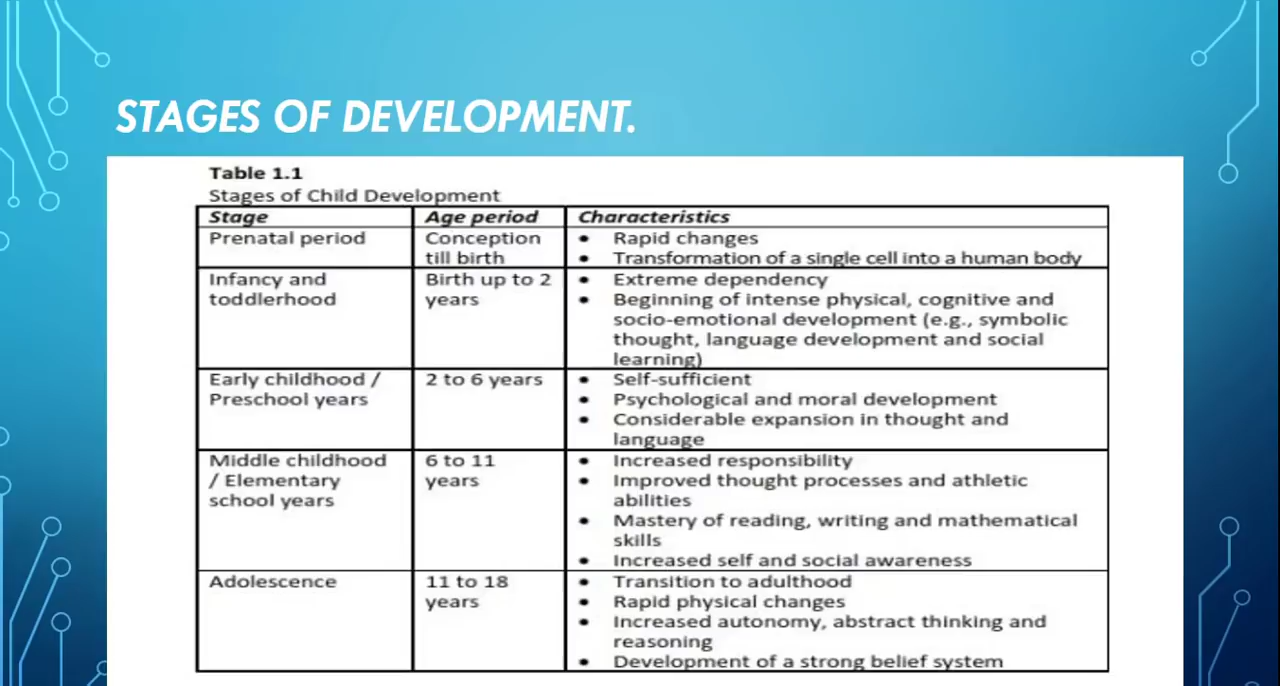 STAGES OF DEVELOPMENT.
Table 1.1
Stages of Child Development
Stage Age period Characteristics
Prenatal period
Conception
till birth
• Rapid changes
• Transformation of a single cell into a human body
Infancy and
toddlerhood
Birth up to 2
years
• Extreme dependency
• Beginning of intense physical, cognitive and
socio-emotional development (e.g., symbolic
thought, language development and social
learning)
Early childhood /
Preschool years
2 to 6 years
• Self-sufficient
• Psychological and moral development
• Considerable expansion in thought and
language
Middle childhood
/ Elementary
school years
6 to 11
years
• Increased responsibility
• Improved thought processes and athletic
abilities
• Mastery of reading, writing and mathematical
skills
• Increased self and social awareness
Adolescence
11 to 18
years
• Transition to adulthood
• Rapid physical changes
• Increased autonomy, abstract thinking and
reasoning
• Development of a strong belief system